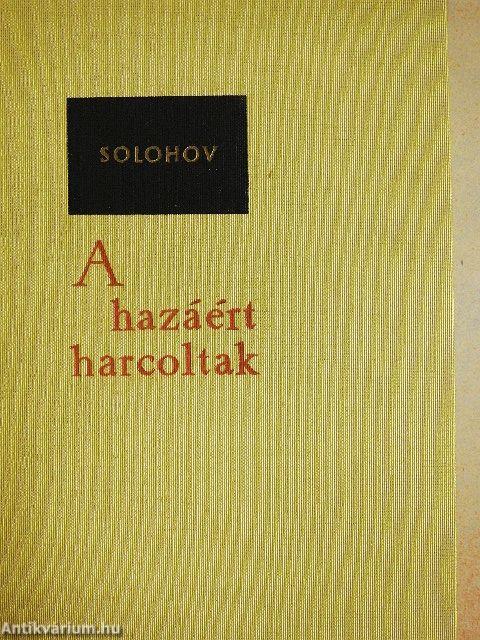 SOLOHOV
A
hazáért
harcoltak
Antikvarium.hu